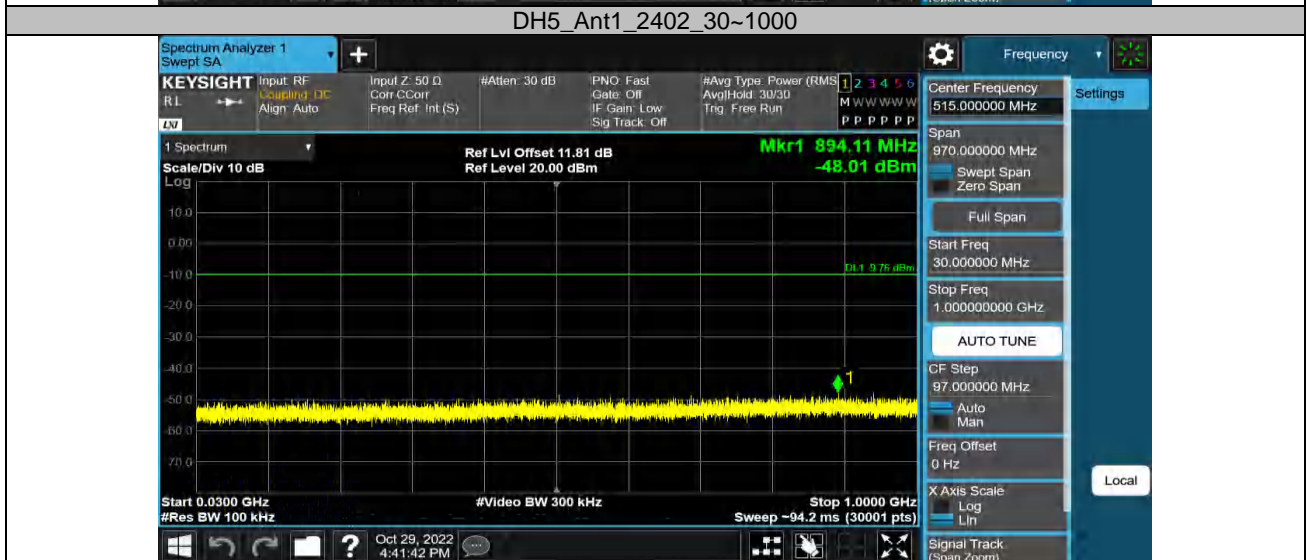 (Span Zoom)
DH5_Ant1_2402_30~1000
Spectrum Analyzer 1
Swept SA
Frequency
KEYSIGHT
Input: RF
Input Z: 50 Ω
#Atten: 30 dB
PNO: Fast
#Avg Type: Power (RMS
1 2 3 4 5 6
RL
Coupling: DC
Corr CCorr
Gate: Off
Avg|Hold: 30/30
M W W W W W
Align: Auto
Freq Ref: Int (S)
IF Gain: Low
Trig: Free Run
P P P P P P
Sig Track: Off
LXI
Center Frequency
515.000000 MHz
Settings
1 Spectrum
Ref Lvl Offset 11.81 dB
Mkr1 894.11 MHz
Scale/Div 10 dB
Ref Level 20.00 dBm
-48.01 dBm
Span
970.000000 MHz
Swept Span
Zero Span
Full Span
Log
10.0
0.00
-10.0
-20.0
-30.0
-40.0
-50.0
-60.0
-70.0
DL1 -9.76 dBm
1
Start Freq
30.000000 MHz
Stop Freq
1.000000000 GHz
AUTO TUNE
CF Step
97.000000 MHz
Auto
Man
Freq Offset
0 Hz
Local
X Axis Scale
Log
Lin
Start 0.0300 GHz
#Video BW 300 kHz
Stop 1.0000 GHz
#Res BW 100 kHz
Sweep ~94.2 ms (30001 pts)
Oct 29, 2022
4:41:42 PM
Signal Track
(Span Zoom)